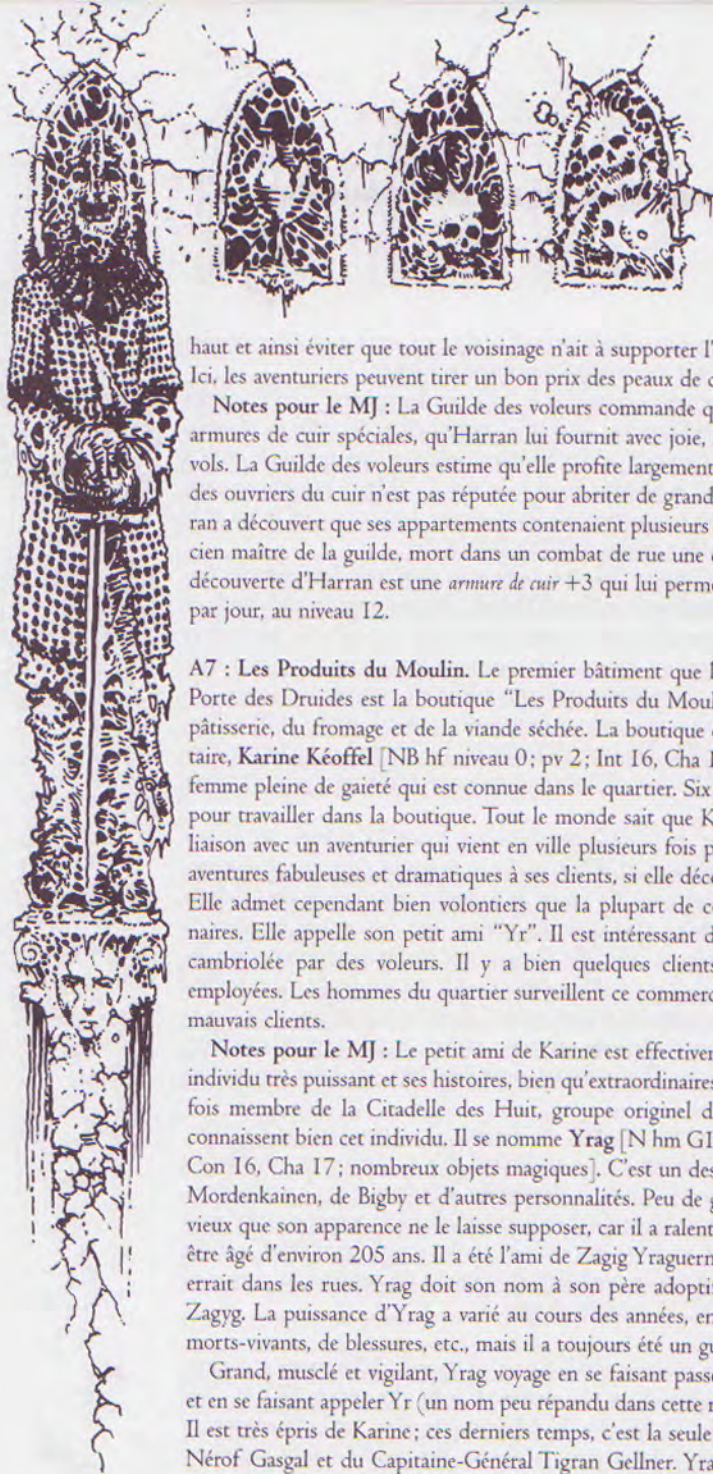 haut et ainsi éviter que tout le voisinage n'ait à supporter l'
Ici, les aventuriers peuvent tirer un bon prix des peaux de
Notes pour le MJ : La Guilde des voleurs commande
armures de cuir spéciales, qu'Harran lui fournit avec joie,
vols. La Guilde des voleurs estime qu'elle profite largement
des ouvriers du cuir n'est pas réputée pour abriter de grand
ran a découvert que ses appartements contenaient plusieurs
cien maître de la guilde, mort dans un combat de rue une
découverte d'Harran est une armure de cuir +3 qui lui perme
par jour, au niveau 12.
A7 : Les Produits du Moulin. Le premier bâtiment que l
Porte des Druides est la boutique "Les Produits du Moul
pâtisserie, du fromage et de la viande séchée. La boutique
taire, Karine Kéoffel [NB hf niveau 0; pv 2; Int 16, Cha 1
femme pleine de gaieté qui est connue dans le quartier. Six
pour travailler dans la boutique. Tout le monde sait que K
liaison avec un aventurier qui vient en ville plusieurs fois p
aventures fabuleuses et dramatiques à ses clients, si elle déc
Elle admet cependant bien volontiers que la plupart de c
naires. Elle appelle son petit ami "Yr". Il est intéressant d
cambriolée par des voleurs. Il y a bien quelques clients
employées. Les hommes du quartier surveillent ce commerc
mauvais clients.
Notes pour le MJ : Le petit ami de Karine est effectiver
individu très puissant et ses histoires, bien qu'extraordinaires
fois membre de la Citadelle des Huit, groupe originel d
connaissent bien cet individu. Il se nomme Yrag [N hm G1
Con 16, Cha 17; nombreux objets magiques]. C'est un des
Mordenkainen, de Bigby et d'autres personnalités. Peu de g
vieux que son apparence ne le laisse supposer, car il a ralent
être âgé d'environ 205 ans. Il a été l'ami de Zagig Yraguern
errait dans les rues. Yrag doit son nom à son père adopti
Zagyg. La puissance d'Yrag a varié au cours des années, en
morts-vivants, de blessures, etc., mais il a toujours été un gu
Grand, musclé et vigilant, Yrag voyage en se faisant passe
et en se faisant appeler Yr (un nom peu répandu dans cette r
Il est très épris de Karine; ces derniers temps, c'est la seule
Nérof Gasgal et du Capitaine-Général Tigran Gellner. Yra